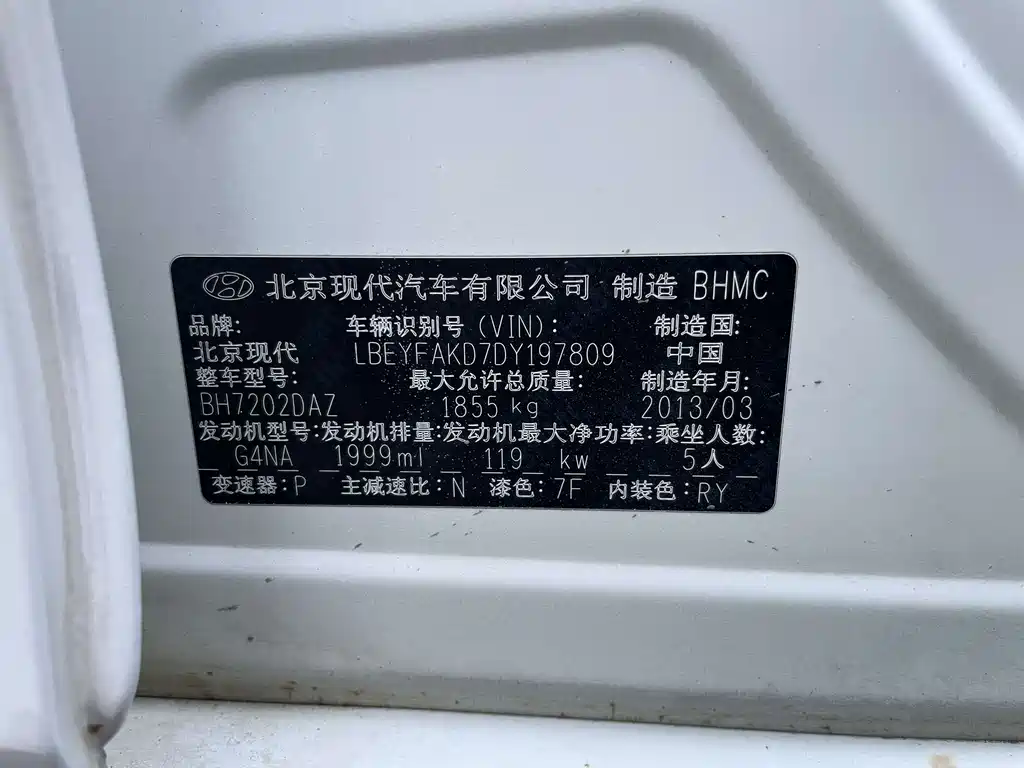 北京现代汽车有限公司 制造 BHMC
品牌: 车辆识别号 (VIN): 制造国:
北京现代 LBEYFAKD7DY197809 中国
整车型号: 最大允许总质量: 制造年月:
BH7202DAZ 1855 kg 2013/03
发动机型号:发动机排量:发动机最大净功率:乘坐人数:
G4NA 1999ml 119 kw 5人
变速器:P 主减速比:N 漆色:7F 内装色:RY